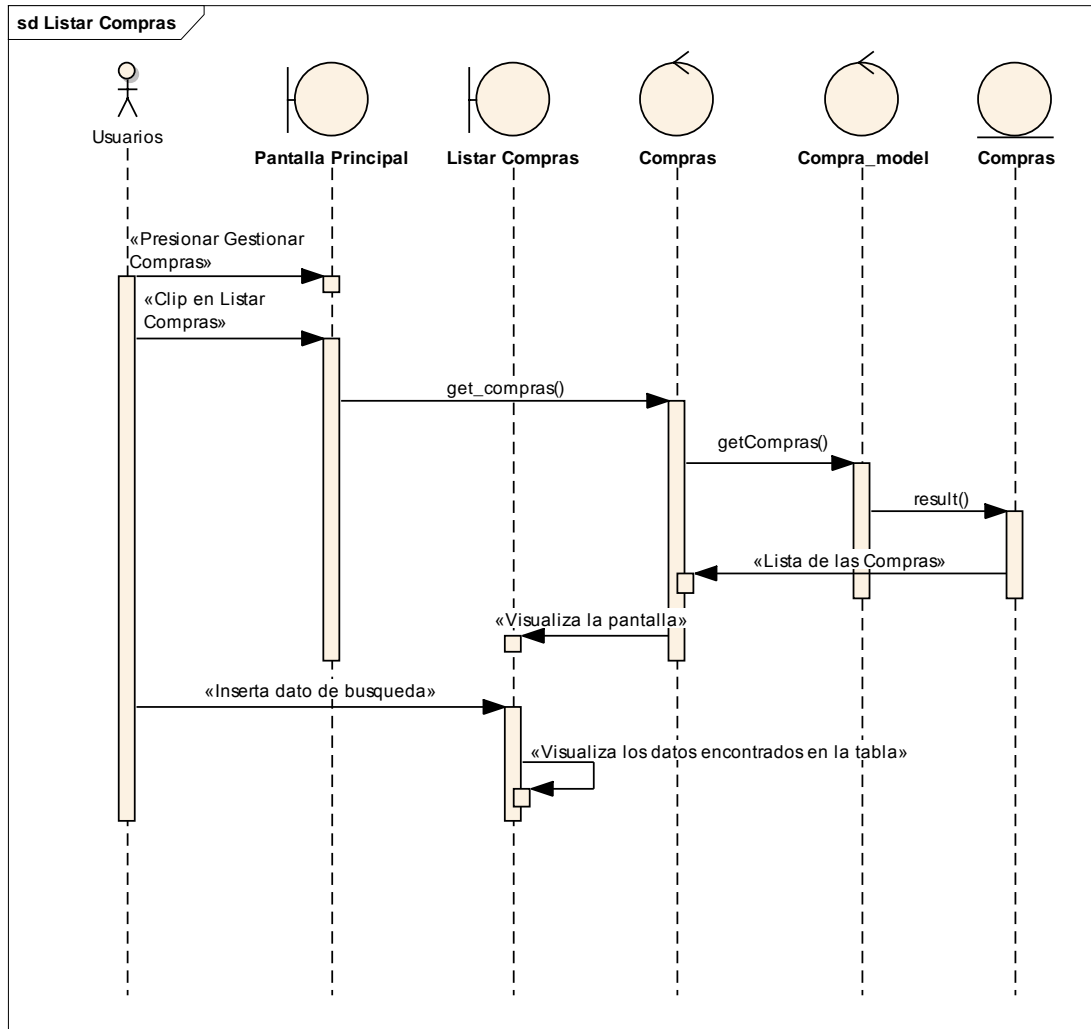 sd Listar Compras
Usuarios
Pantalla Principal
Listar Compras
Compras
Compra_model
Compras
«Presionar Gestionar
Compras»
«Clip en Listar
Compras»
get_compras()
getCompras()
result()
«Lista de las Compras»
«Visualiza la pantalla»
«Inserta dato de busqueda»
«Visualiza los datos encontrados en la tabla»